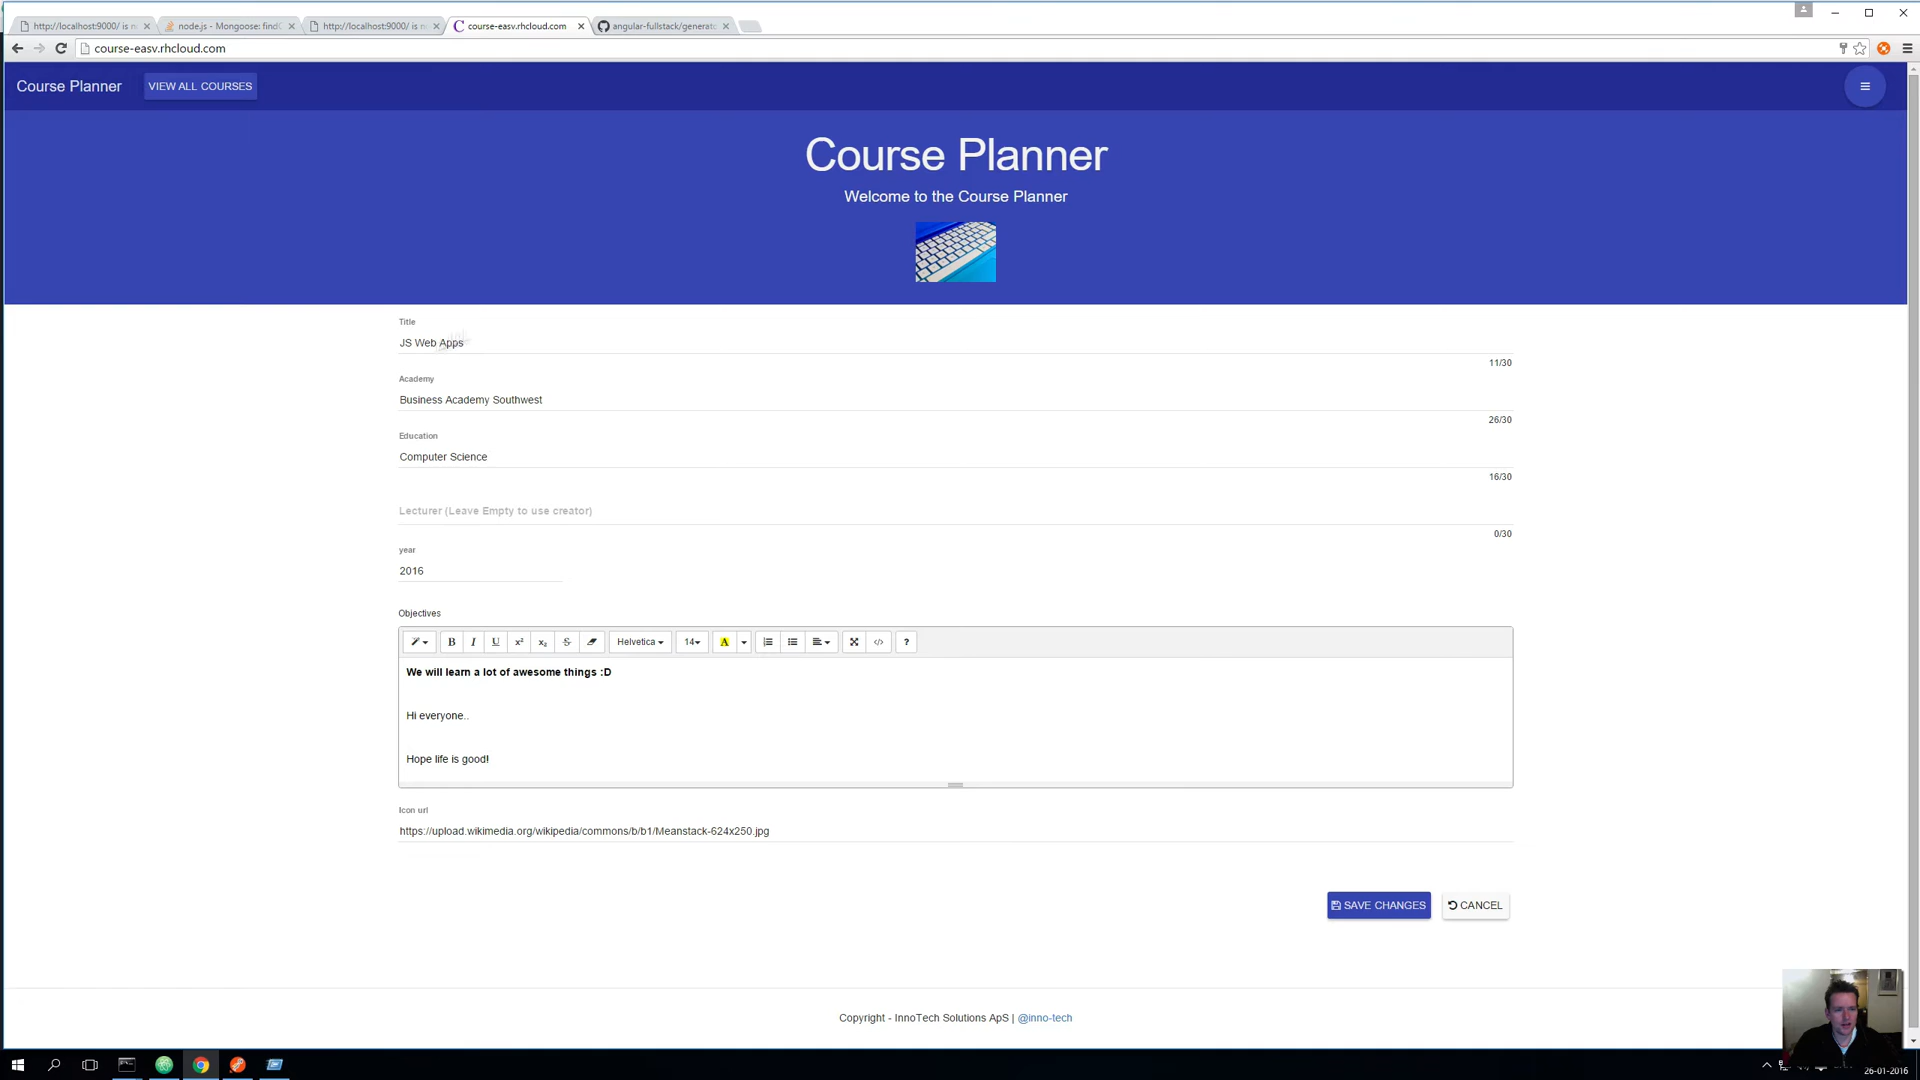 http://localhost:9000/ is n
node.js - Mongoose: find
http://localhost:9000/ is n
course-easv.rhcloud.com
angular-fullstack/generato
course-easv.rhcloud.com
Course Planner
VIEW ALL COURSES
Course Planner
Welcome to the Course Planner
Title
JS Web Apps
11/30
Academy
Business Academy Southwest
26/30
Education
Computer Science
16/30
Lecturer (Leave Empty to use creator)
0/30
year
2016
Objectives
B I U x² x₂ S Helvetica 14 A </> ?
We will learn a lot of awesome things :D
Hi everyone..
Hope life is good!
Icon url
https://upload.wikimedia.org/wikipedia/commons/b/b1/Meanstack-624x250.jpg
SAVE CHANGES
CANCEL
Copyright - InnoTech Solutions ApS | @inno-tech
26-01-2016